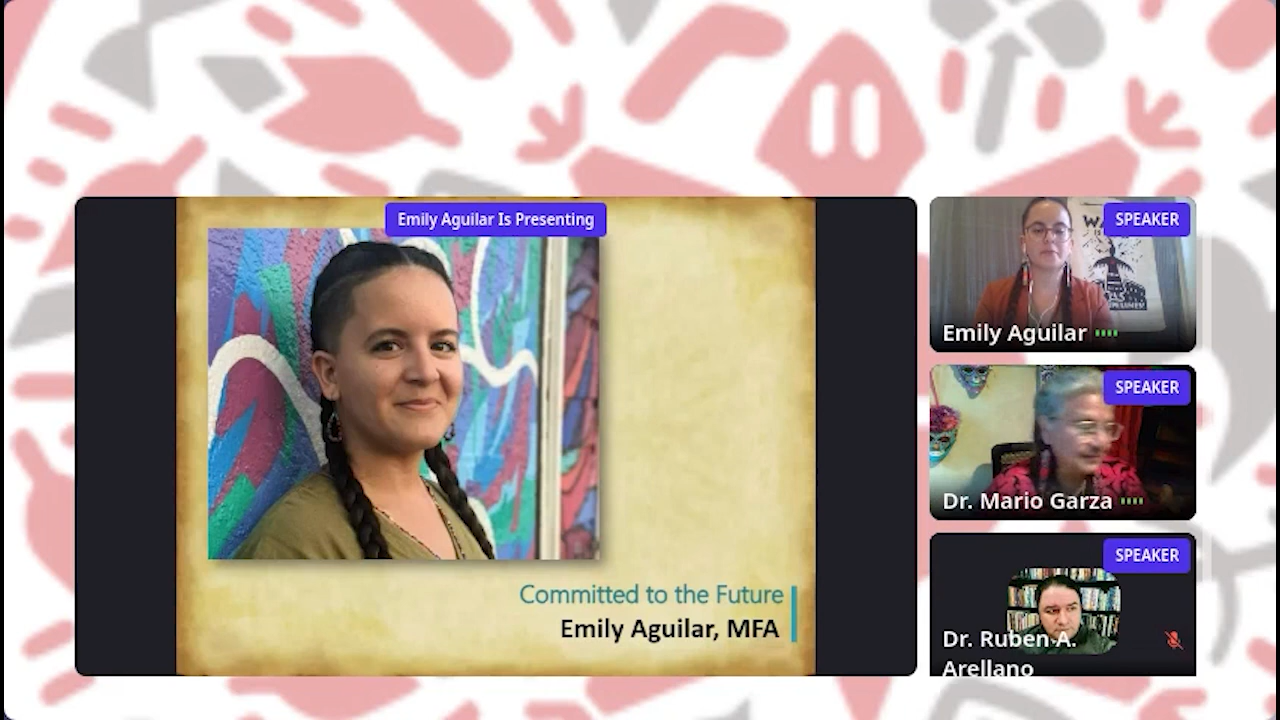 Emily Aguilar Is Presenting
Committed to the Future
Emily Aguilar, MFA
SPEAKER
Emily Aguilar
SPEAKER
Dr. Mario Garza
SPEAKER
Dr. Ruben A.
Arellano